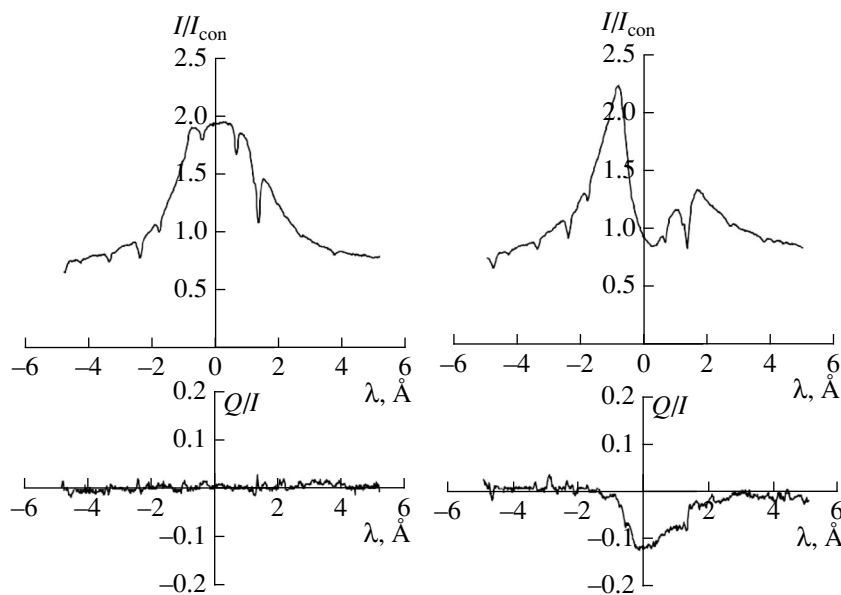 I/I_con
2.5
2.0
1.5
1.0
0.5
–6 –4 –2 0 2 4 6
λ, Å
I/I_con
2.5
2.0
1.5
1.0
0.5
–6 –4 –2 0 2 4 6
λ, Å
0.2
Q/I
0.1
0
–6 –4 –2 2 4 6
λ, Å
–0.1
–0.2
0.2
Q/I
0.1
0
–6 –4 –2 2 4 6
λ, Å
–0.1
–0.2